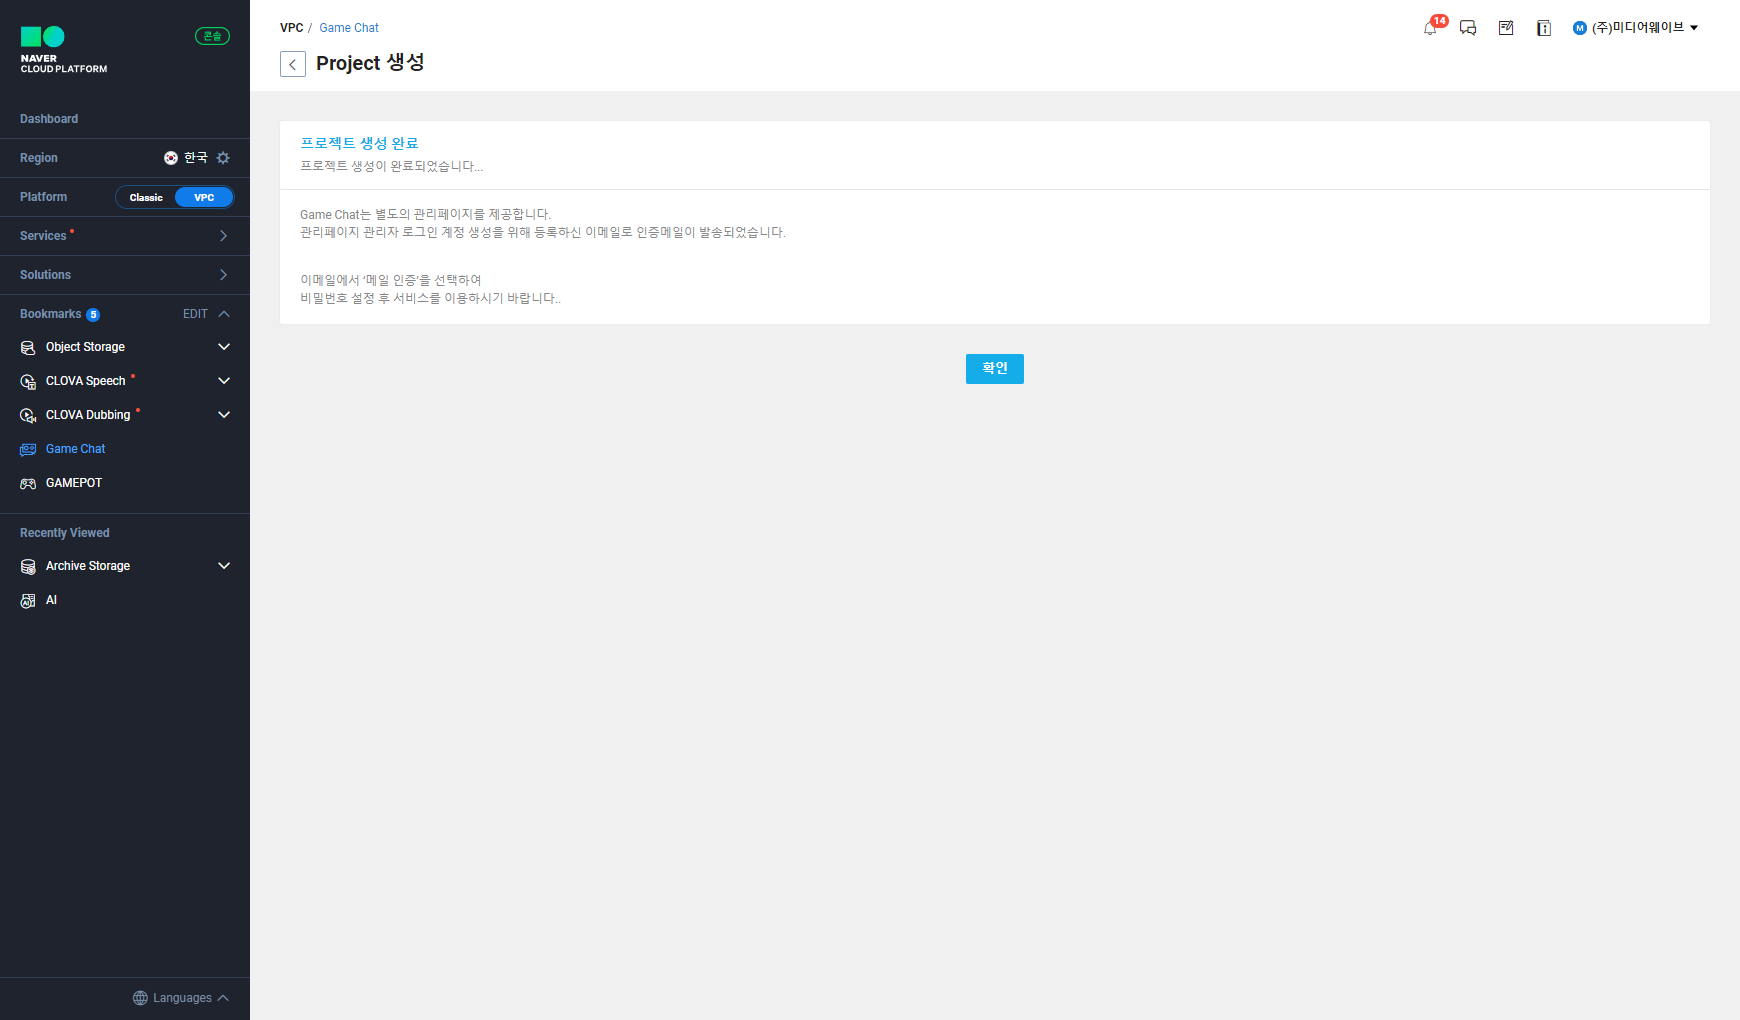 NAVER
CLOUD PLATFORM
콘솔
Dashboard
Region
한국
Platform
Classic
VPC
Services
Solutions
Bookmarks 5
EDIT
Object Storage
CLOVA Speech
CLOVA Dubbing
Game Chat
GAMEPOT
Recently Viewed
Archive Storage
AI
Languages
VPC / Game Chat
14
M (주)미디어웨이브
Project 생성
프로젝트 생성 완료
프로젝트 생성이 완료되었습니다...
Game Chat는 별도의 관리페이지를 제공합니다.
관리페이지 관리자 로그인 계정 생성을 위해 등록하신 이메일로 인증메일이 발송되었습니다.
이메일에서 '메일 인증'을 선택하여
비밀번호 설정 후 서비스를 이용하시기 바랍니다..
확인